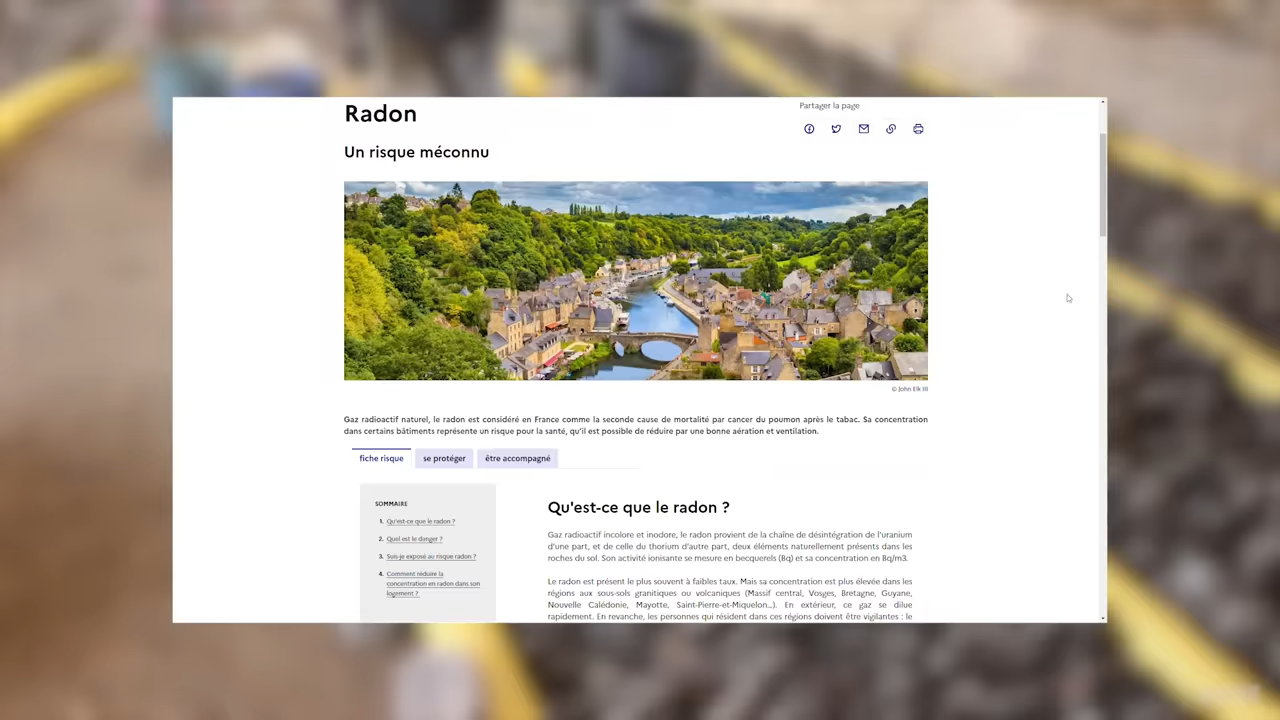 Radon
Partager la page
Un risque méconnu
© John Elk III
Gaz radioactif naturel, le radon est considéré en France comme la seconde cause de mortalité par cancer du poumon après le tabac. Sa concentration
dans certains bâtiments représente un risque pour la santé, qu'il est possible de réduire par une bonne aération et ventilation.
fiche risque
se protéger
être accompagné
SOMMAIRE
1. Qu'est-ce que le radon ?
2. Quel est le danger ?
3. Suis-je exposé au risque radon ?
4. Comment réduire la
concentration en radon dans son
logement ?
Qu'est-ce que le radon ?
Gaz radioactif incolore et inodore, le radon provient de la chaîne de désintégration de l'uranium
d'une part, et de celle du thorium d'autre part, deux éléments naturellement présents dans les
roches du sol. Son activité ionisante se mesure en becquerels (Bq) et sa concentration en Bq/m3.
Le radon est présent le plus souvent à faibles taux. Mais sa concentration est plus élevée dans les
régions aux sous-sols granitiques ou volcaniques (Massif central, Vosges, Bretagne, Guyane,
Nouvelle Calédonie, Mayotte, Saint-Pierre-et-Miquelon…). En extérieur, ce gaz se dilue
rapidement. En revanche, les personnes qui résident dans ces régions doivent être vigilantes : le